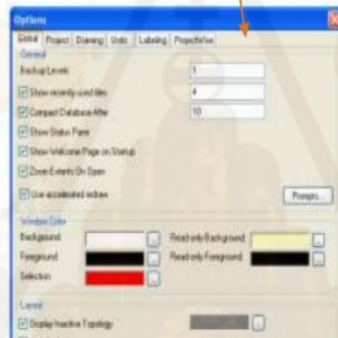 Options
Global Project Drawing Units Labeling ProjectWise
General
Backup Levels 1
Show recently used files 4
Compact Database After 10
Show Status Pane
Show Welcome Page on Startup
Zoom Extents On Open
Use accelerated redraw Prompts...
Window Color
Background Read-only Background
Foreground Read-only Foreground
Selection
Layout
Display Inactive Topology